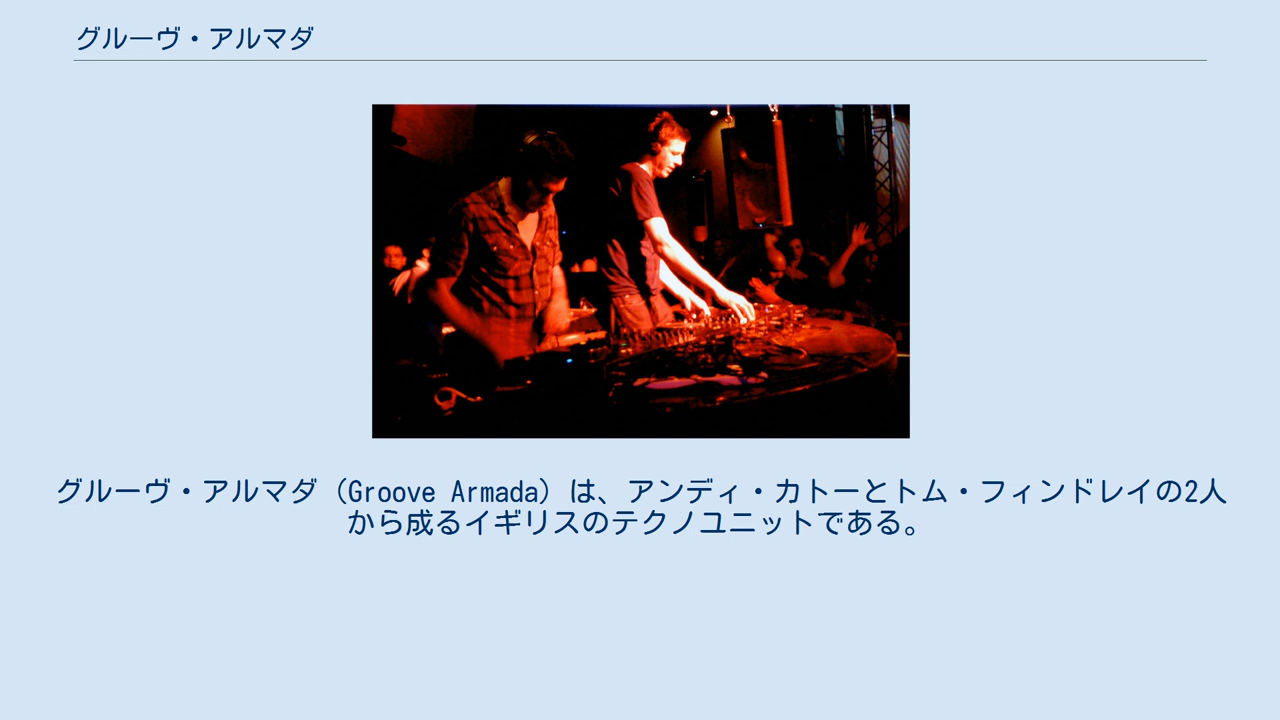 グルーヴ・アルマダ
グルーヴ・アルマダ（Groove Armada）は、アンディ・カトーとトム・フィンドレイの2人
から成るイギリスのテクノユニットである。